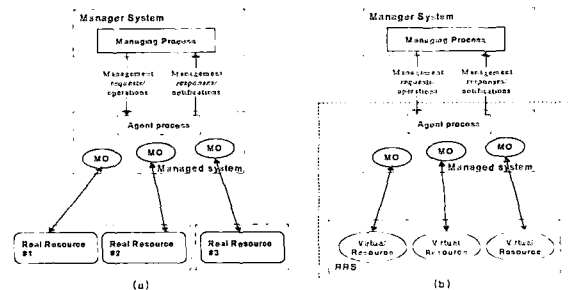 Manager System
Managing Process
Management
requests/
operations
Management
responses/
notifications
Agent process
MO
MO
MO
Managed system
Real Resource
#1
Real Resource
#2
Real Resource
#3
(a)
Manager System
Managing Process
Management
requests/
operations
Management
responses/
notifications
Agent process
MO
MO
MO
Managed system
Virtual
Resource
Virtual
Resource
Virtual
Resource
(b)